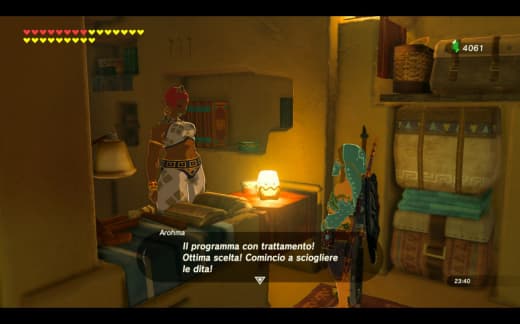 4061
Arohma
Il programma con trattamento!
Ottima scelta! Comincio a sciogliere
le dita!
23:40